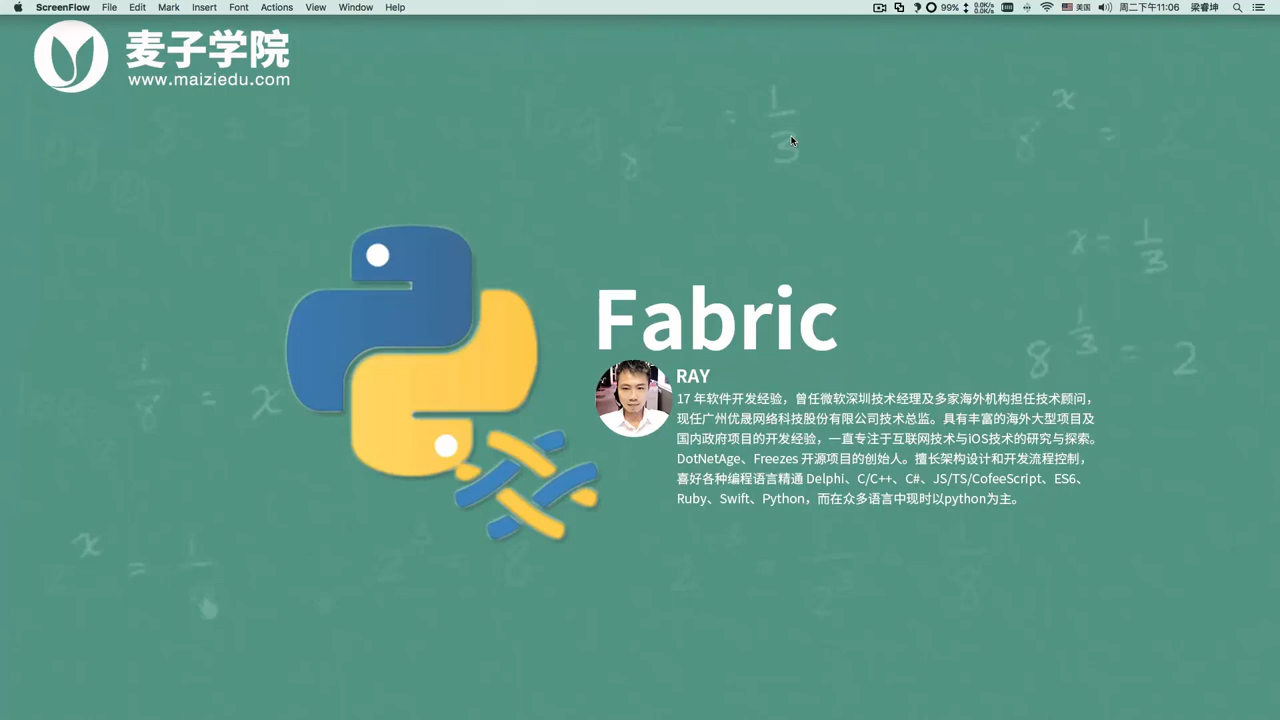 ScreenFlow File Edit Mark Insert Font Actions View Window Help 99% 0.0K/s 0.0K/s 美国 周二下午11:06 梁睿坤
麦子学院
www.maiziedu.com
Fabric
RAY
17 年软件开发经验，曾任微软深圳技术经理及多家海外机构担任技术顾问，
现任广州优晟网络科技股份有限公司技术总监。具有丰富的海外大型项目及
国内政府项目的开发经验，一直专注于互联网技术与iOS技术的研究与探索。
DotNetAge、Freezes 开源项目的创始人。擅长架构设计和开发流程控制，
喜好各种编程语言精通 Delphi、C/C++、C#、JS/TS/CofeeScript、ES6、
Ruby、Swift、Python，而在众多语言中现时以python为主。